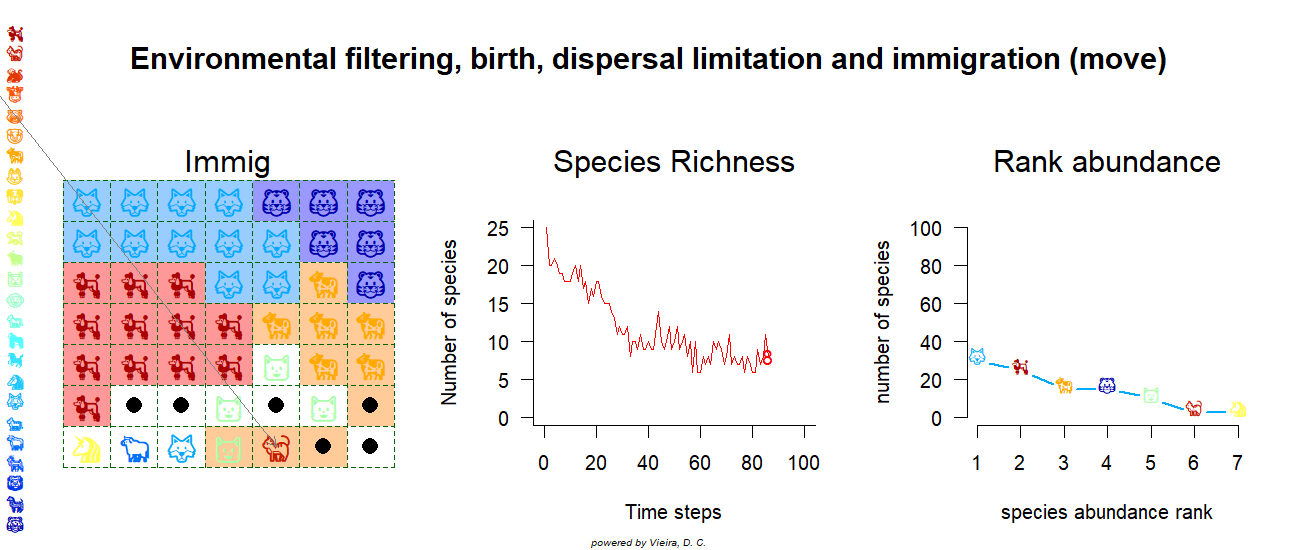 Environmental filtering, birth, dispersal limitation and immigration (move)
Immig
Species Richness
Rank abundance
Number of species
25
20
15
10
5
0
8
0 20 40 60 80 100
Time steps
number of species
100
80
60
40
20
0
1 2 3 4 5 6 7
species abundance rank
powered by Vieira, D. C.